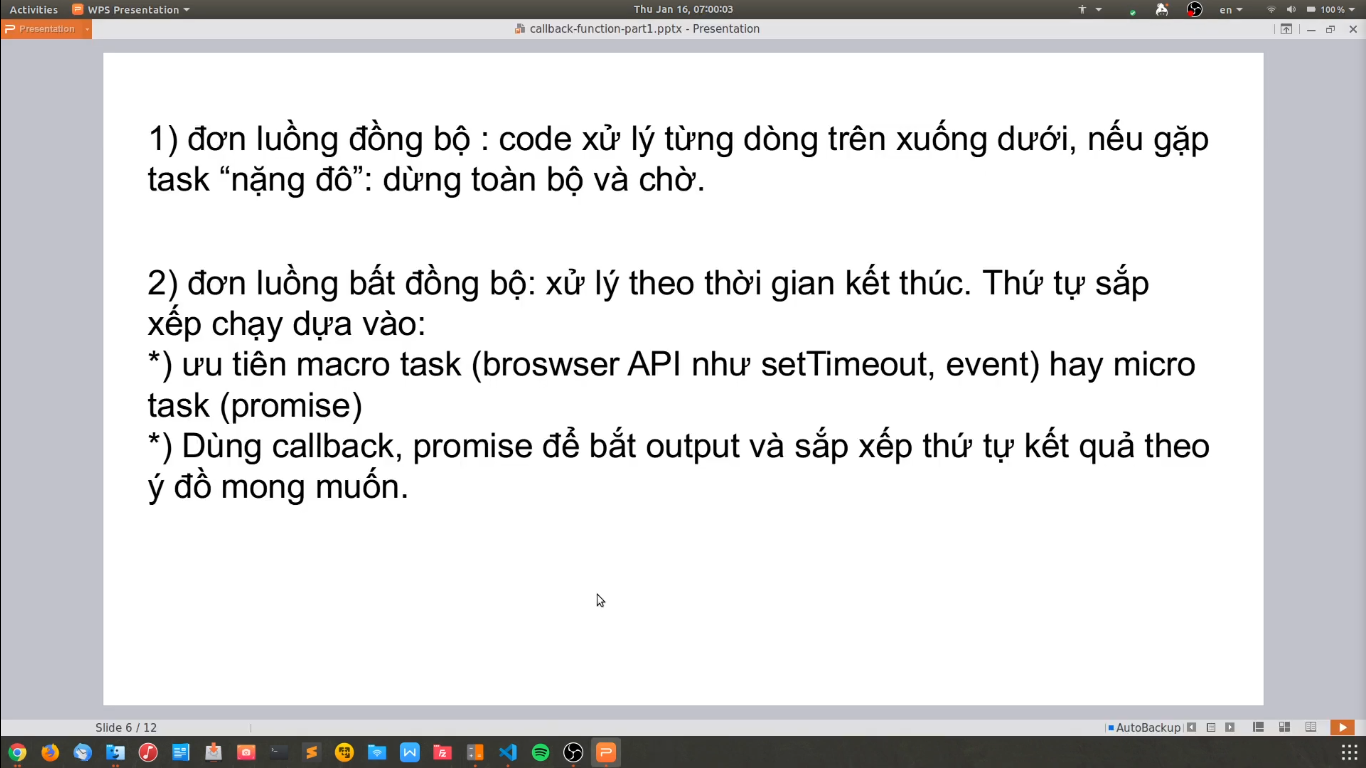 Activities WPS Presentation Thu Jan 16, 07:00:03 en 100 %
Presentation callback-function-part1.pptx - Presentation
1) đơn luồng đồng bộ : code xử lý từng dòng trên xuống dưới, nếu gặp
task “nặng đô”: dừng toàn bộ và chờ.
2) đơn luồng bất đồng bộ: xử lý theo thời gian kết thúc. Thứ tự sắp
xếp chạy dựa vào:
*) ưu tiên macro task (broswser API như setTimeout, event) hay micro
task (promise)
*) Dùng callback, promise để bắt output và sắp xếp thứ tự kết quả theo
ý đồ mong muốn.
Slide 6 / 12 AutoBackup